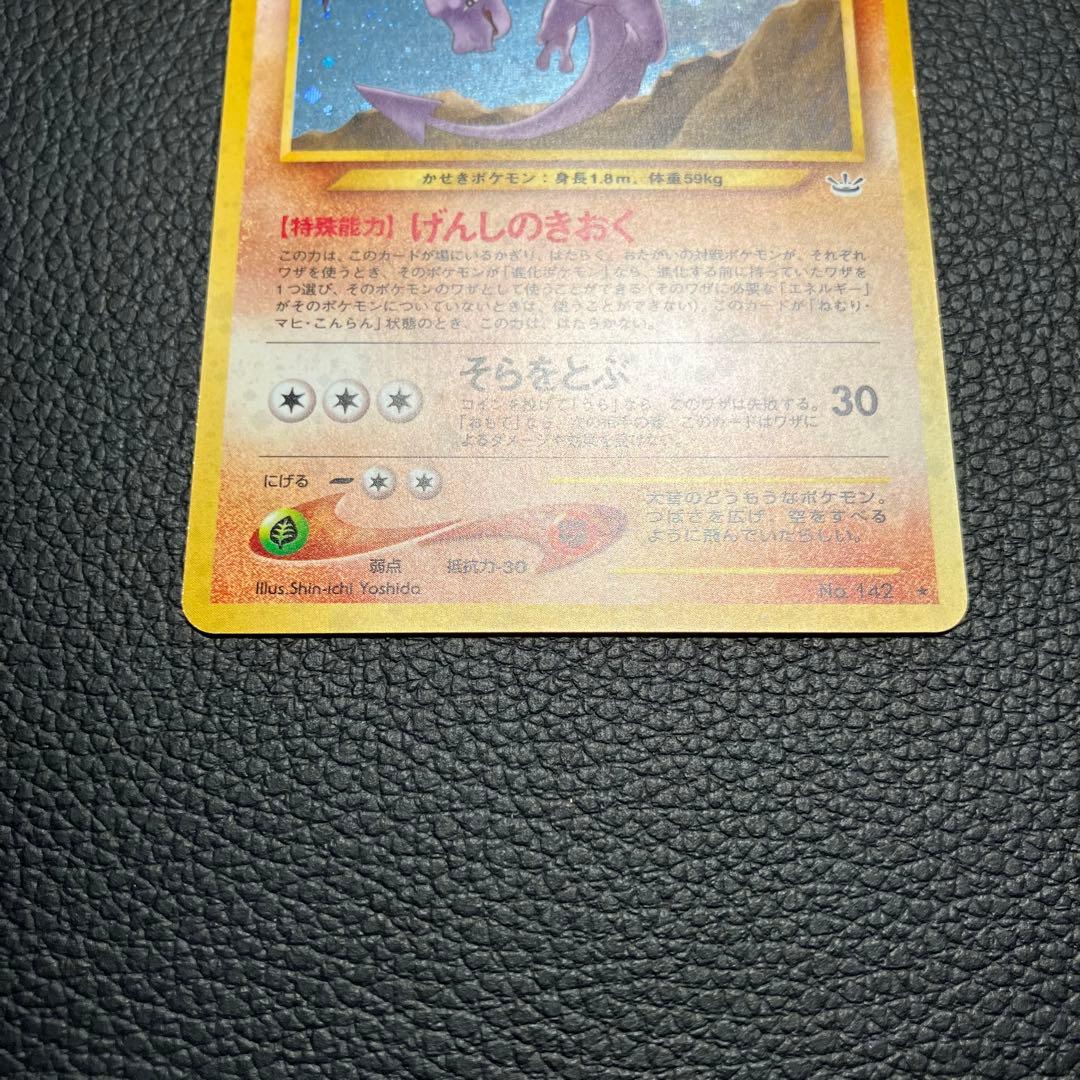 かせきポケモン：身長1.8m、体重59kg
【特殊能力】げんしのきおく
この力は、このカードが場にいるかぎり、はたらく。おたがいの対戦ポケモンが、それぞれ
ワザを使うとき、そのポケモンが「進化ポケモン」なら、進化する前に持っていたワザを
1つ選び、そのポケモンのワザとして使うことができる（そのワザに必要な「エネルギー」
がそのポケモンについていないときは、使うことができない）。このカードが「ねむり・
マヒ・こんらん」状態のとき、この力は、はたらかない。
そらをとぶ
30
コインを投げて「うら」なら、このワザは失敗する。
「おもて」なら、次の相手の番、このカードはワザに
よるダメージや効果を受けない。
にげる
大空のどうもうなポケモン。
つばさを広げ 空をすべる
ように飛んでいたらしい。
弱点
抵抗力-30
Illus.Shin-ichi Yoshida
No.142 ★